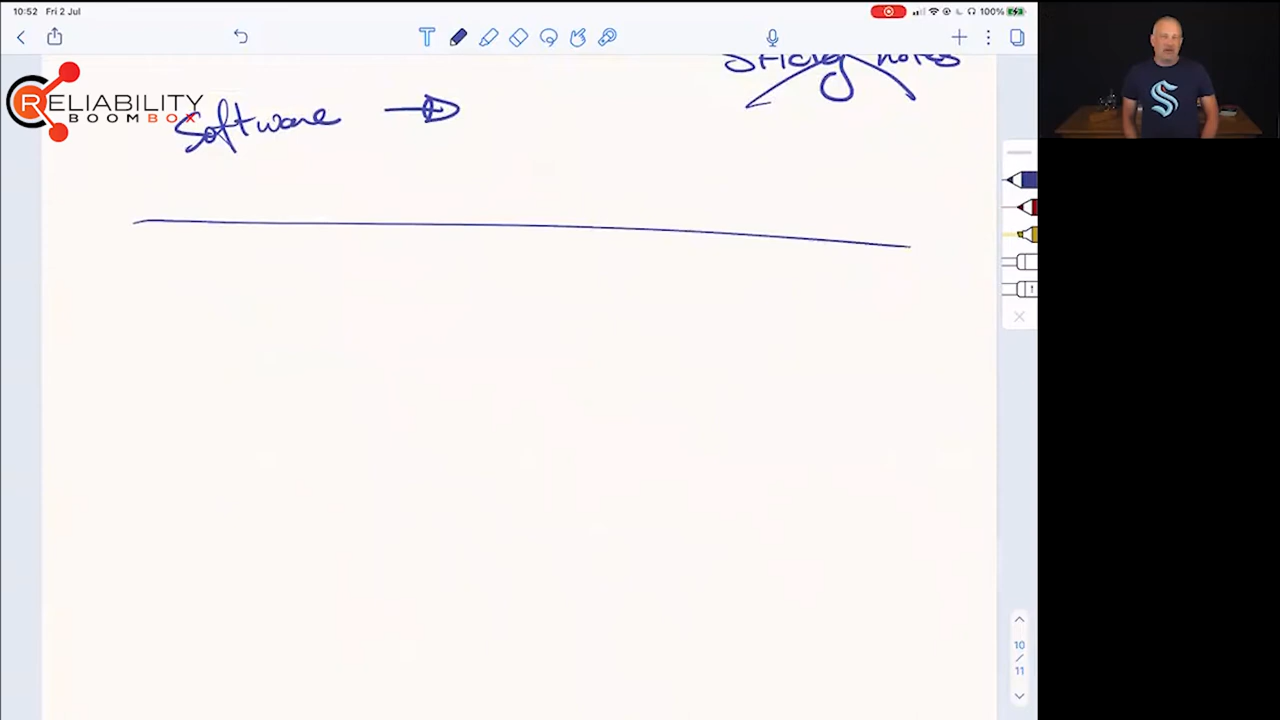 10:52 Fri 2 Jul
100%
Sticky notes
RELIABILITY
BOOMBOX
Software
10
/
11